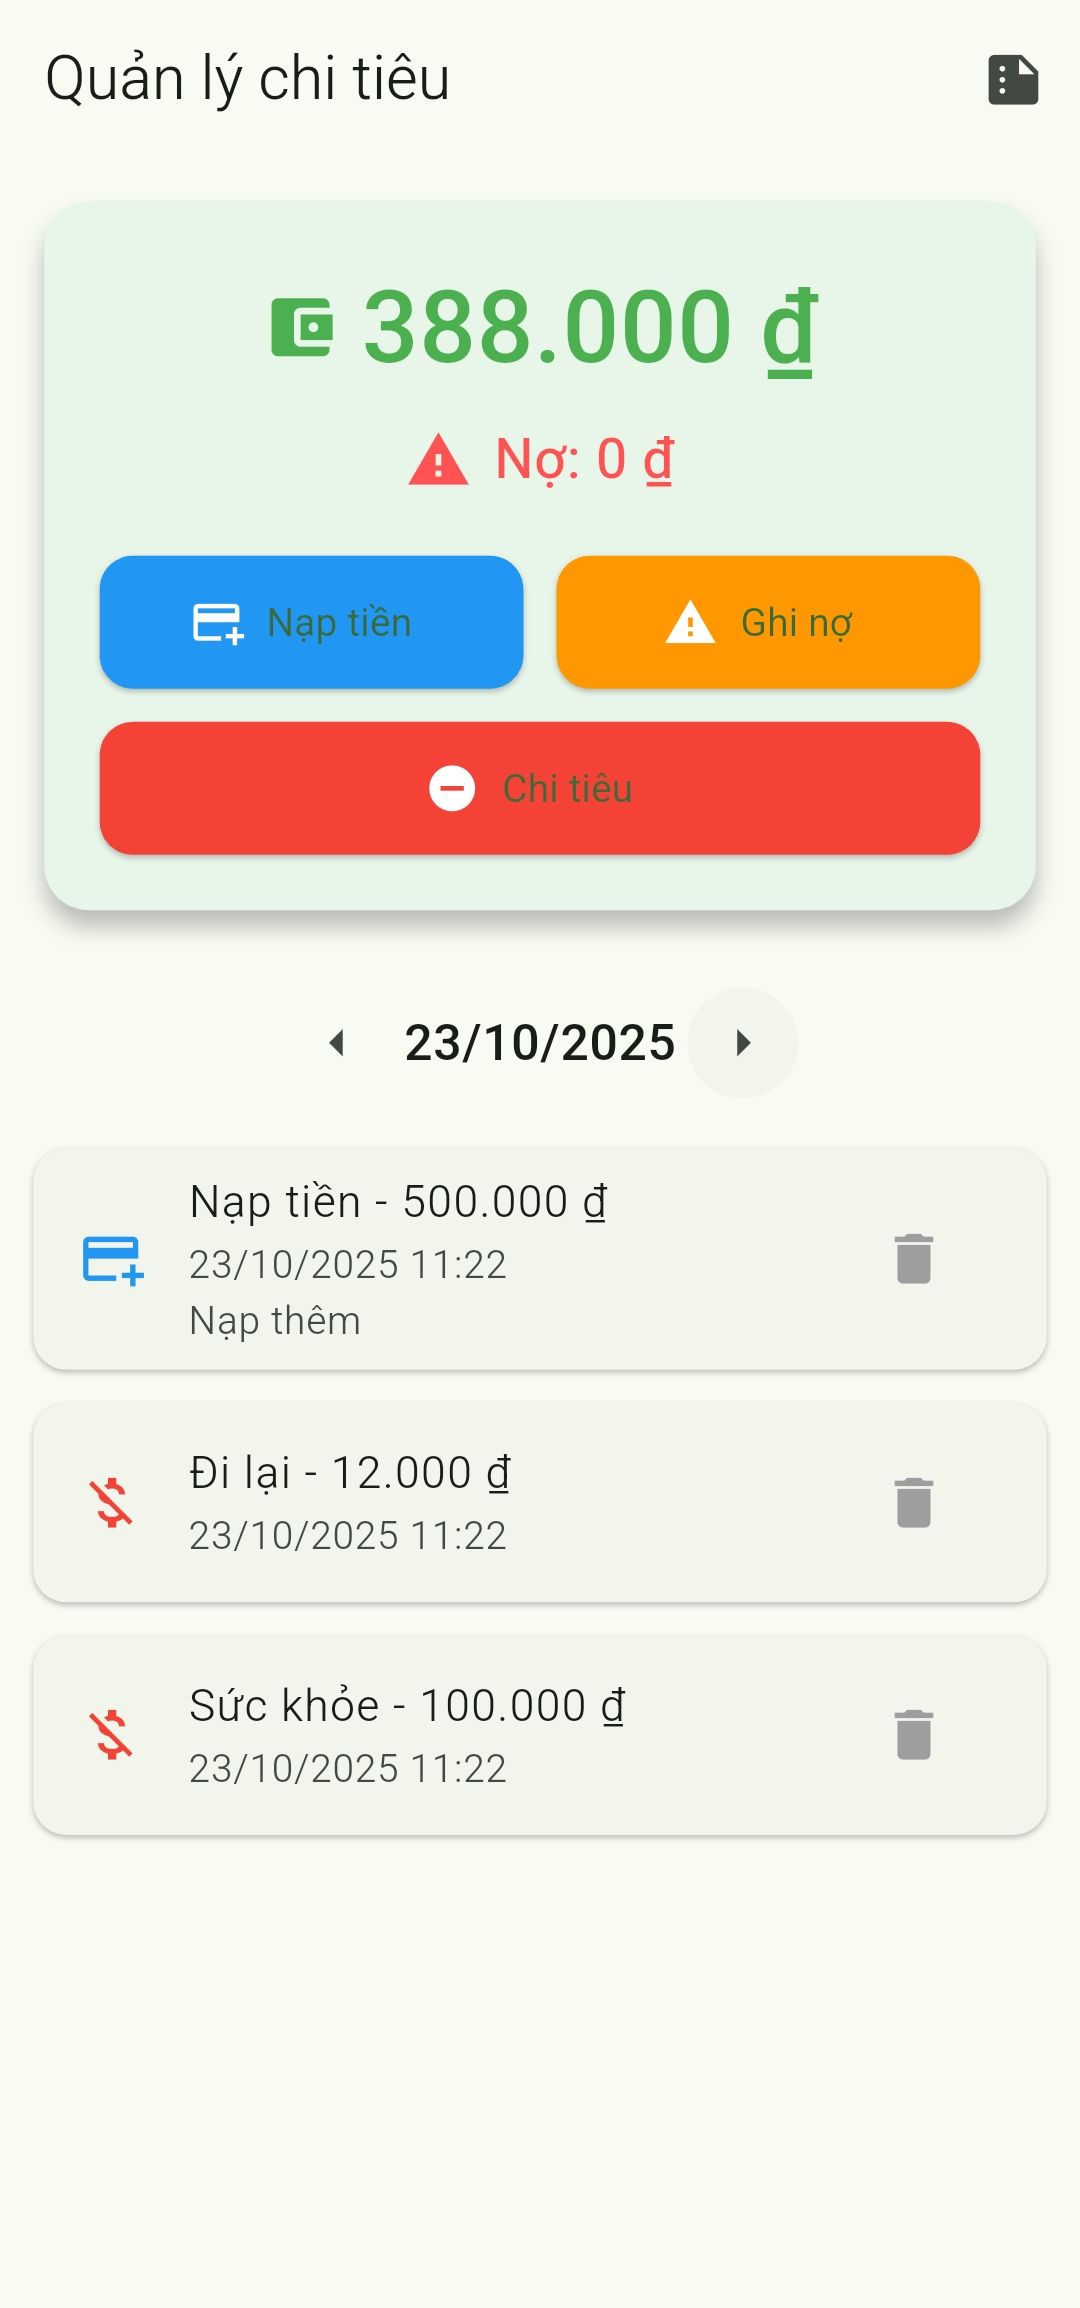 Quản lý chi tiêu
388.000 ₫
Nợ: 0 ₫
Nạp tiền
Ghi nợ
Chi tiêu
23/10/2025
Nạp tiền - 500.000 ₫
23/10/2025 11:22
Nạp thêm
Đi lại - 12.000 ₫
23/10/2025 11:22
Sức khỏe - 100.000 ₫
23/10/2025 11:22